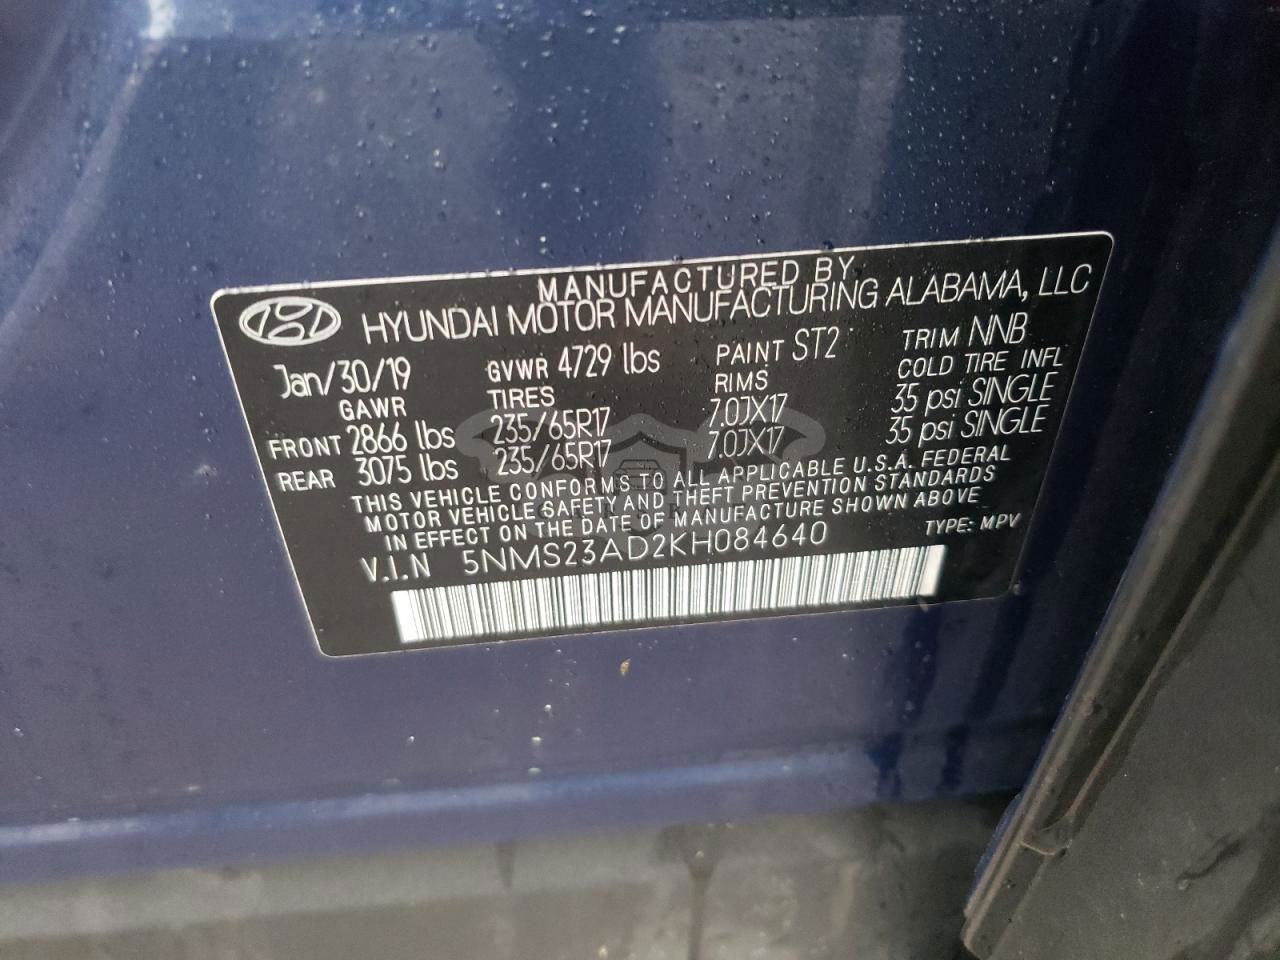 MANUFACTURED BY
HYUNDAI MOTOR MANUFACTURING ALABAMA, LLC
Jan/30/19 GVWR 4729 lbs PAINT ST2 TRIM NNB
GAWR TIRES RIMS COLD TIRE INFL
FRONT 2866 lbs 235/65R17 7.0JX17 35 psi SINGLE
REAR 3075 lbs 235/65R17 7.0JX17 35 psi SINGLE
THIS VEHICLE CONFORMS TO ALL APPLICABLE U.S.A. FEDERAL
MOTOR VEHICLE SAFETY AND THEFT PREVENTION STANDARDS
IN EFFECT ON THE DATE OF MANUFACTURE SHOWN ABOVE
V.I.N 5NMS23AD2KH084640 TYPE: MPV